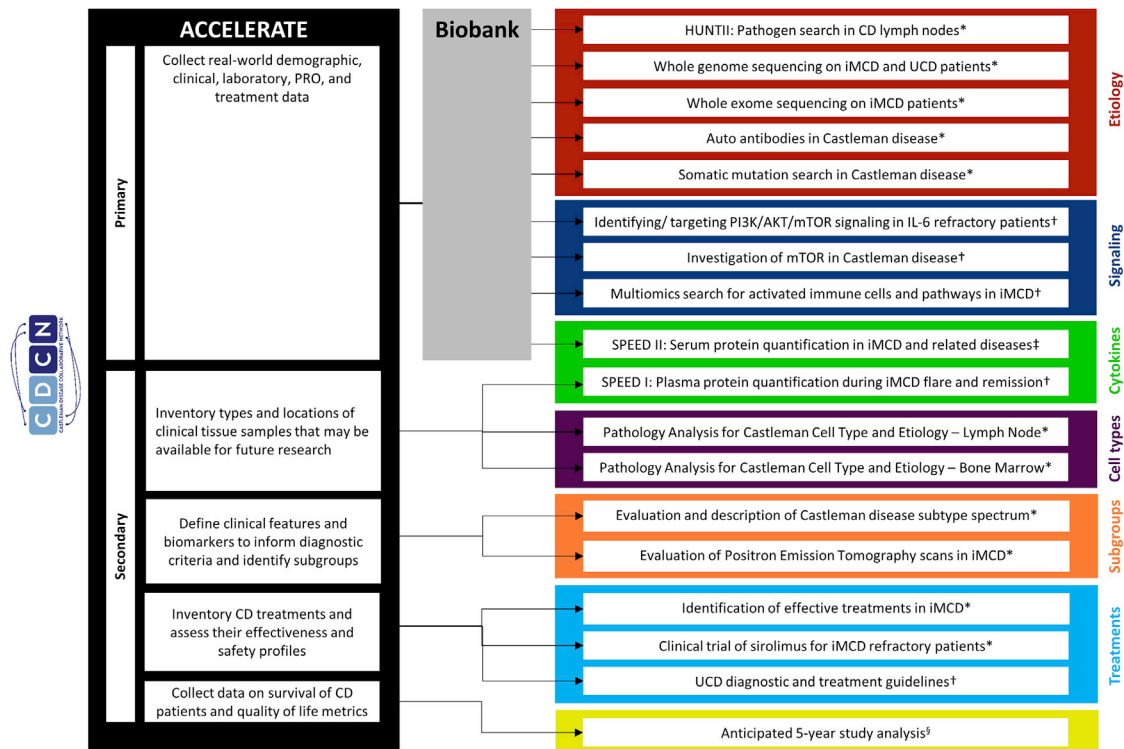 ACCELERATE
Biobank
Primary
Collect real-world demographic,
clinical, laboratory, PRO, and
treatment data
Secondary
Inventory types and locations of
clinical tissue samples that may be
available for future research
Define clinical features and
biomarkers to inform diagnostic
criteria and identify subgroups
Inventory CD treatments and
assess their effectiveness and
safety profiles
Collect data on survival of CD
patients and quality of life metrics
HUNTII: Pathogen search in CD lymph nodes*
Whole genome sequencing on iMCD and UCD patients*
Whole exome sequencing on iMCD patients*
Auto antibodies in Castleman disease*
Somatic mutation search in Castleman disease*
Etiology
Identifying/ targeting PI3K/AKT/mTOR signaling in IL-6 refractory patients†
Investigation of mTOR in Castleman disease†
Multiomics search for activated immune cells and pathways in iMCD†
Signaling
SPEED II: Serum protein quantification in iMCD and related diseases‡
SPEED I: Plasma protein quantification during iMCD flare and remission†
Cytokines
Pathology Analysis for Castleman Cell Type and Etiology – Lymph Node*
Pathology Analysis for Castleman Cell Type and Etiology – Bone Marrow*
Cell types
Evaluation and description of Castleman disease subtype spectrum*
Evaluation of Positron Emission Tomography scans in iMCD*
Subgroups
Identification of effective treatments in iMCD*
Clinical trial of sirolimus for iMCD refractory patients*
UCD diagnostic and treatment guidelines†
Treatments
Anticipated 5-year study analysis§
CDCN
CASTLEMAN DISEASE COLLABORATIVE NETWORK